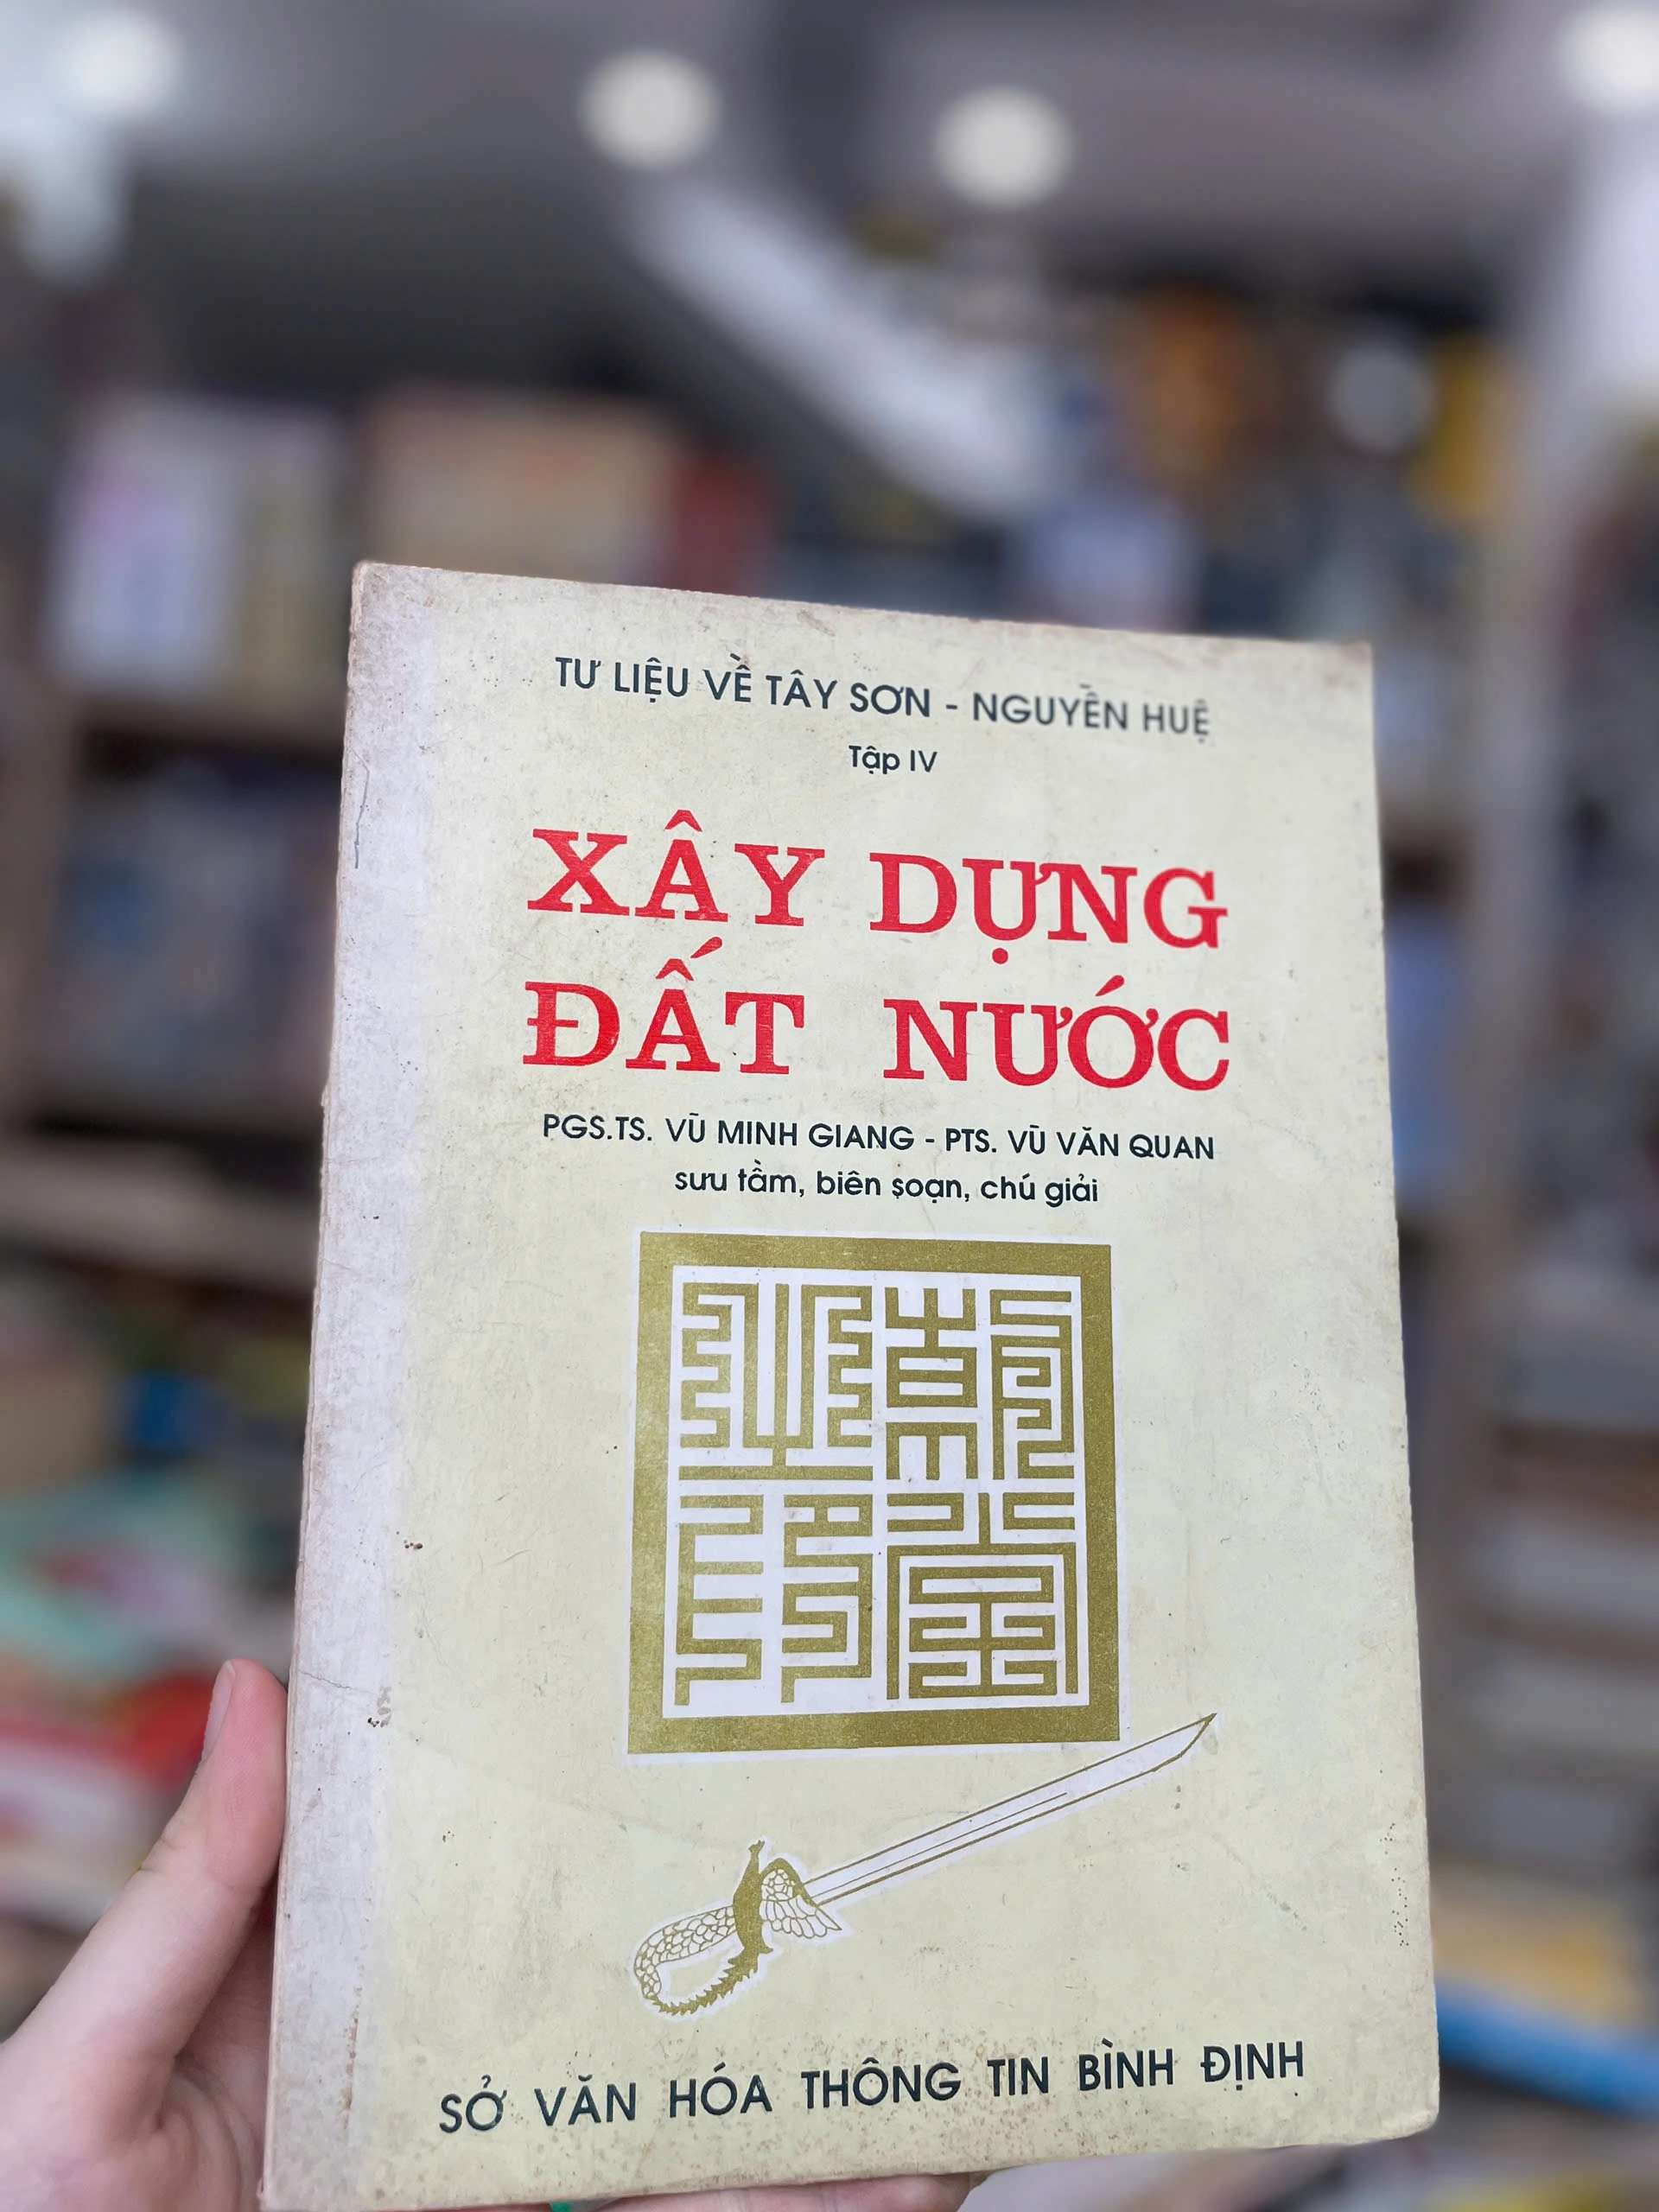 TƯ LIỆU VỀ TÂY SƠN - NGUYỄN HUỆ
Tập IV
XÂY DỰNG
ĐẤT NƯỚC
PGS.TS. VŨ MINH GIANG - PTS. VŨ VĂN QUAN
sưu tầm, biên soạn, chú giải
SỞ VĂN HÓA THÔNG TIN BÌNH ĐỊNH